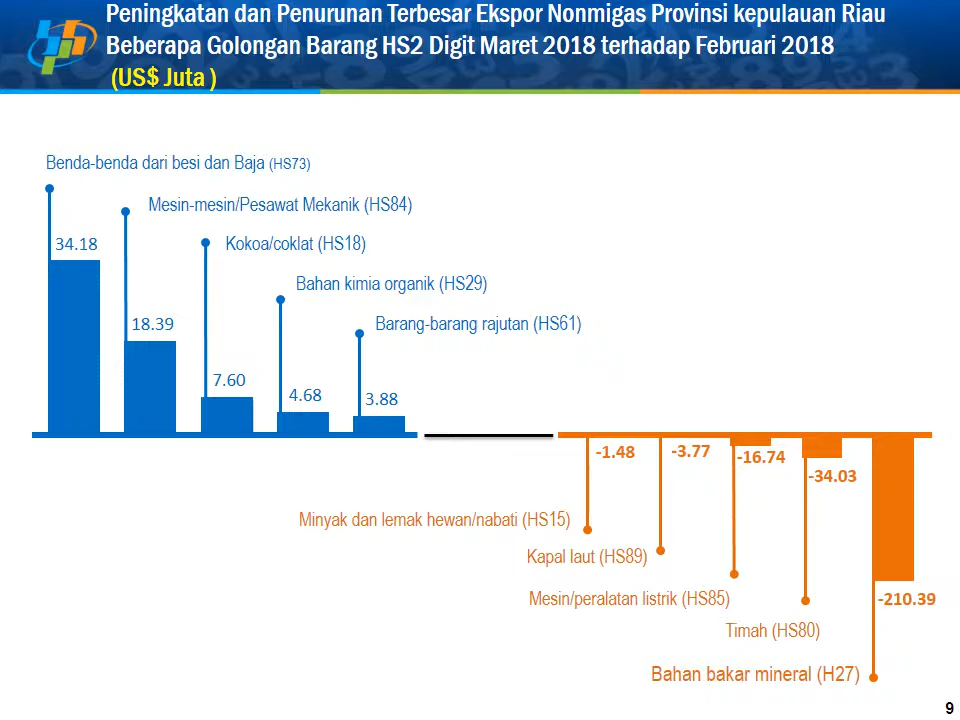 Peningkatan dan Penurunan Terbesar Ekspor Nonmigas Provinsi kepulauan Riau
Beberapa Golongan Barang HS2 Digit Maret 2018 terhadap Februari 2018
(US$ Juta )
Benda-benda dari besi dan Baja (HS73)
Mesin-mesin/Pesawat Mekanik (HS84)
34.18
Kokoa/coklat (HS18)
Bahan kimia organik (HS29)
18.39
Barang-barang rajutan (HS61)
7.60
4.68
3.88
-1.48
-3.77
-16.74
-34.03
Minyak dan lemak hewan/nabati (HS15)
Kapal laut (HS89)
Mesin/peralatan listrik (HS85)
-210.39
Timah (HS80)
Bahan bakar mineral (H27)
9